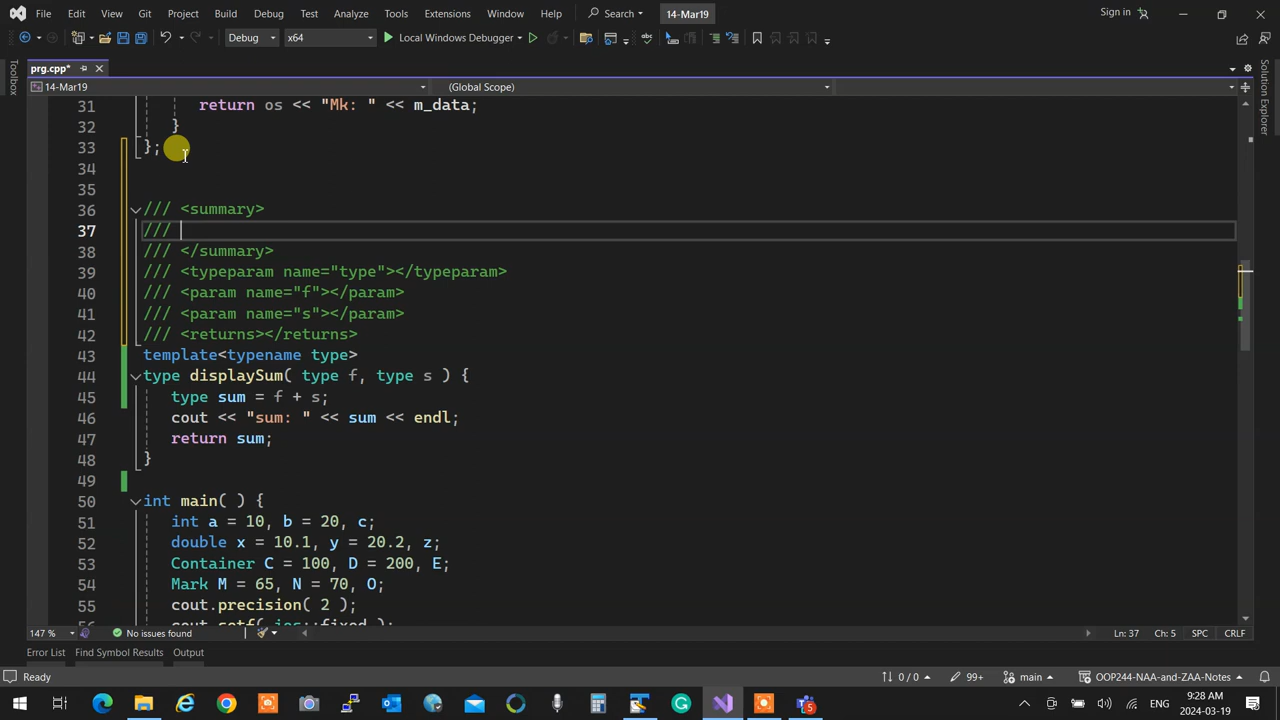 File Edit View Git Project Build Debug Test Analyze Tools Extensions Window Help Search 14-Mar19 Sign in
Debug x64 Local Windows Debugger
prg.cpp*
14-Mar19 (Global Scope)
31 return os << "Mk: " << m_data;
32 }
33 };
34
35
36 /// <summary>
37 ///
38 /// </summary>
39 /// <typeparam name="type"></typeparam>
40 /// <param name="f"></param>
41 /// <param name="s"></param>
42 /// <returns></returns>
43 template<typename type>
44 type displaySum( type f, type s ) {
45 type sum = f + s;
46 cout << "sum: " << sum << endl;
47 return sum;
48 }
49
50 int main( ) {
51 int a = 10, b = 20, c;
52 double x = 10.1, y = 20.2, z;
53 Container C = 100, D = 200, E;
54 Mark M = 65, N = 70, O;
55 cout.precision( 2 );
56 cout.setf( ios::fixed );
Toolbox
Solution Explorer
147 % No issues found Ln: 37 Ch: 5 SPC CRLF
Error List Find Symbol Results Output
Ready 0 / 0 99+ main OOP244-NAA-and-ZAA-Notes
5 ENG 9:28 AM
2024-03-19